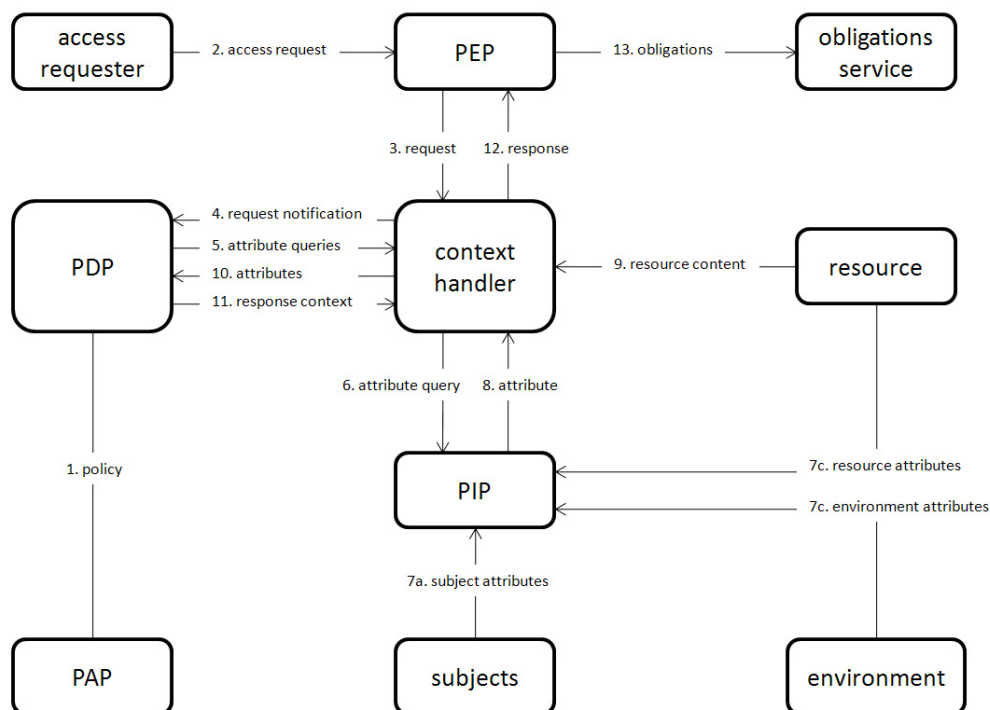 access
requester
2. access request
PEP
13. obligations
obligations
service
3. request
12. response
PDP
4. request notification
5. attribute queries
10. attributes
11. response context
context
handler
9. resource content
resource
6. attribute query
8. attribute
1. policy
PIP
7c. resource attributes
7c. environment attributes
7a. subject attributes
PAP
subjects
environment